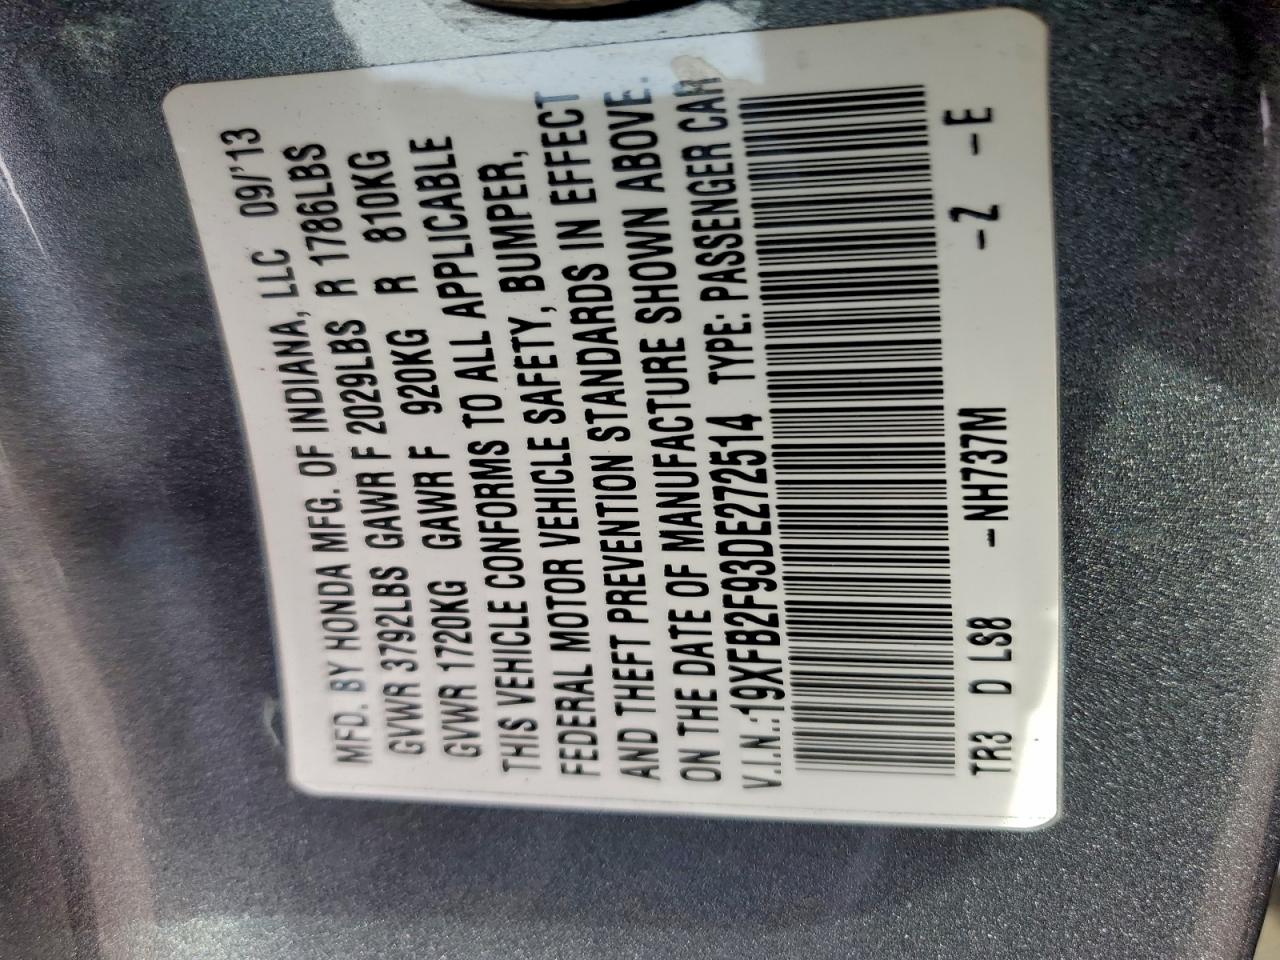 MFD. BY HONDA MFG. OF INDIANA, LLC 09/'13
GVWR 3792LBS GAWR F 2029LBS R 1786LBS
GVWR 1720KG GAWR F 920KG R 810KG
THIS VEHICLE CONFORMS TO ALL APPLICABLE
FEDERAL MOTOR VEHICLE SAFETY, BUMPER,
AND THEFT PREVENTION STANDARDS IN EFFECT
ON THE DATE OF MANUFACTURE SHOWN ABOVE.
V.I.N.:19XFB2F93DE272514 TYPE: PASSENGER CAR
TR3 D LS8 -NH737M -Z -E